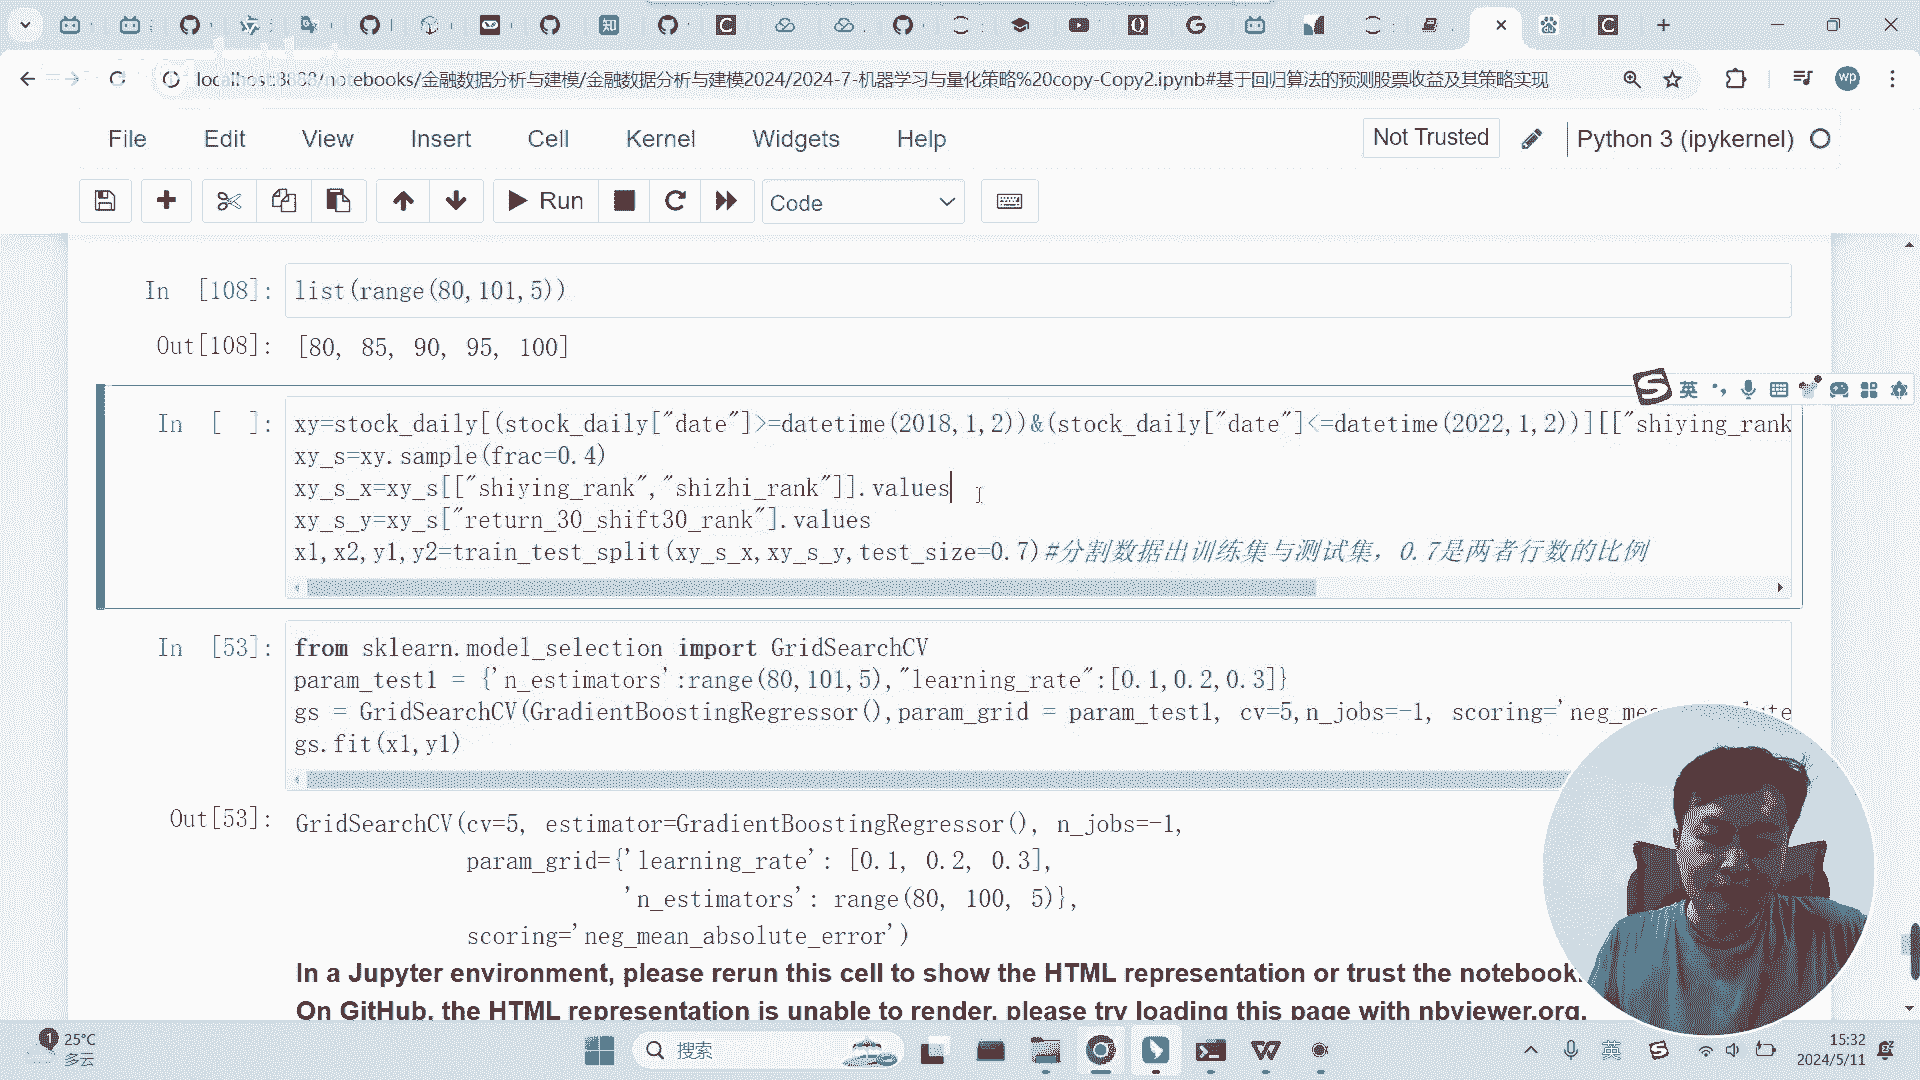 localhost:8888/notebooks/金融数据分析与建模/金融数据分析与建模2024/2024-7-机器学习与量化策略%20copy-Copy2.ipynb#基于回归算法的预测股票收益及其策略实现
wp
File Edit View Insert Cell Kernel Widgets Help
Not Trusted
Python 3 (ipykernel)
Run
Code
In [108]: list(range(80,101,5))
Out[108]: [80, 85, 90, 95, 100]
英
In [ ]: xy=stock_daily[(stock_daily["date"]>=datetime(2018,1,2))&(stock_daily["date"]<=datetime(2022,1,2))][["shiying_rank
xy_s=xy.sample(frac=0.4)
xy_s_x=xy_s[["shiying_rank","shizhi_rank"]].values
xy_s_y=xy_s["return_30_shift30_rank"].values
x1,x2,y1,y2=train_test_split(xy_s_x,xy_s_y,test_size=0.7)#分割数据出训练集与测试集，0.7是两者行数的比例
In [53]: from sklearn.model_selection import GridSearchCV
param_test1 = {'n_estimators':range(80,101,5),"learning_rate":[0.1,0.2,0.3]}
gs = GridSearchCV(GradientBoostingRegressor(),param_grid = param_test1, cv=5,n_jobs=-1, scoring=
gs.fit(x1,y1)
Out[53]: GridSearchCV(cv=5, estimator=GradientBoostingRegressor(), n_jobs=-1,
param_grid={'learning_rate': [0.1, 0.2, 0.3],
'n_estimators': range(80, 100, 5)},
scoring='neg_mean_absolute_error')
In a Jupyter environment, please rerun this cell to show the HTML representation or trust the notebook.
On GitHub, the HTML representation is unable to render, please try loading this page with nbviewer.org.
1
25°C
多云
搜索
英
15:32
2024/5/11